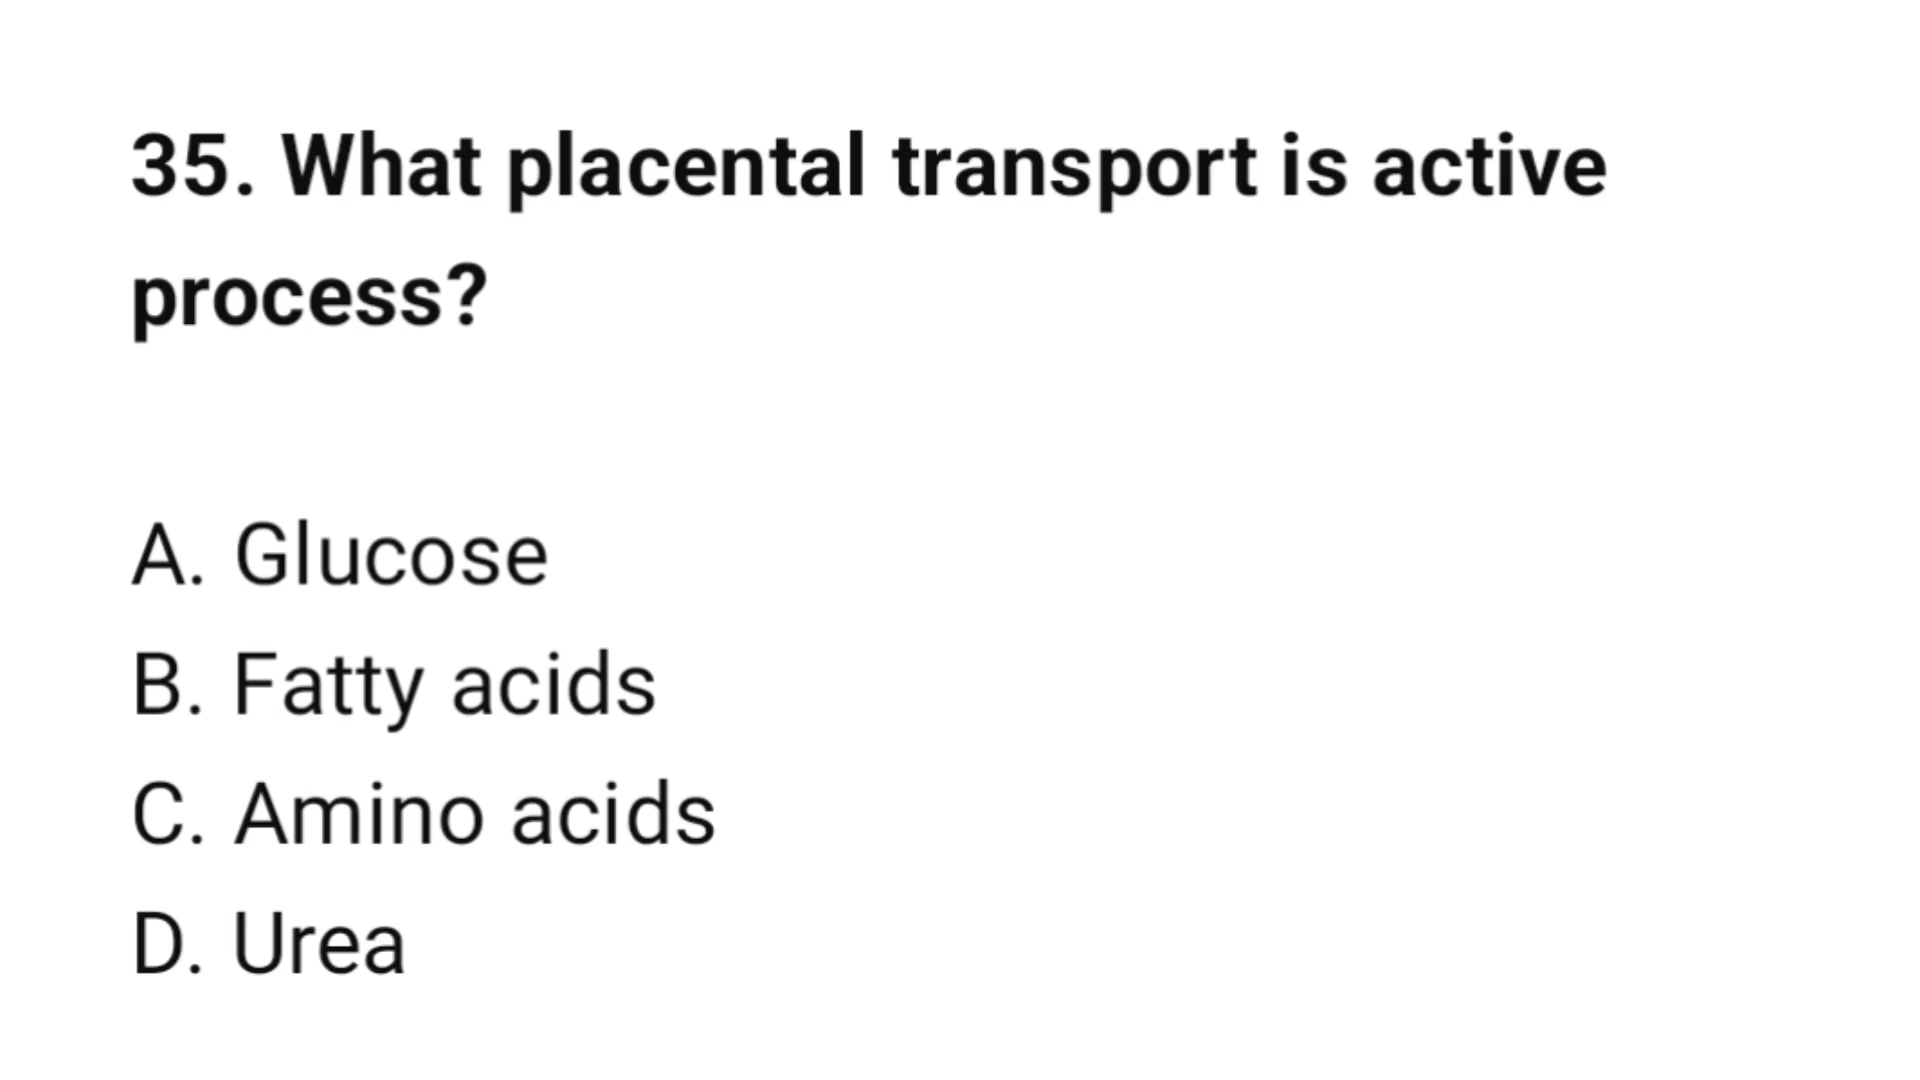 35. What placental transport is active
process?
A. Glucose
B. Fatty acids
C. Amino acids
D. Urea